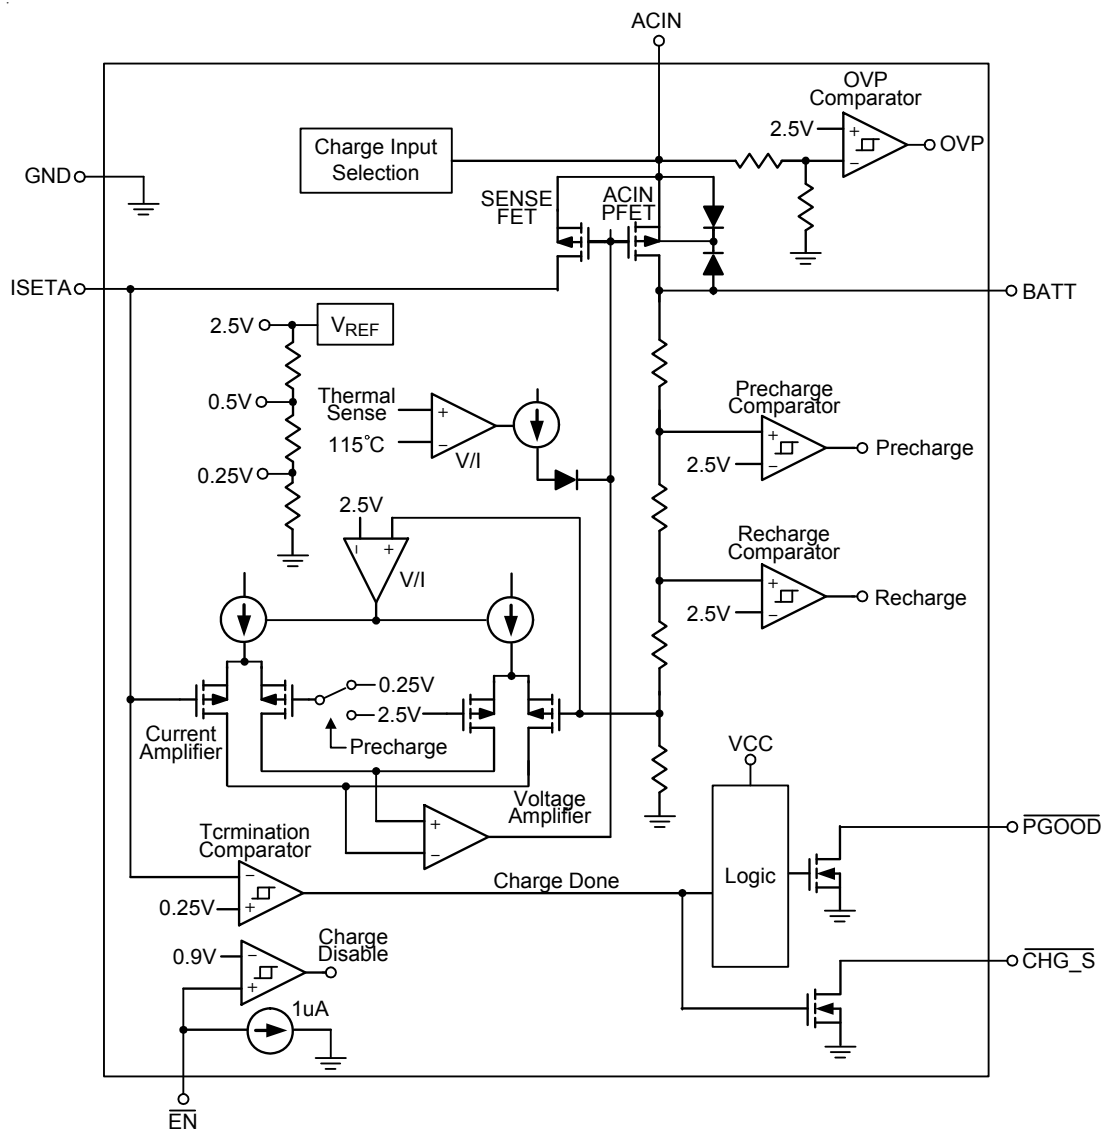 ACIN
OVP
Comparator
2.5V
+
−
OVP
Charge Input
Selection
GND
SENSE
FET
ACIN
PFET
ISETA
BATT
2.5V
VREF
0.5V
0.25V
Thermal
Sense
115°C
+
−
V/I
Precharge
Comparator
+
2.5V
−
Precharge
2.5V
−
+
V/I
Recharge
Comparator
+
2.5V
−
Recharge
0.25V
2.5V
Precharge
Current
Amplifier
Voltage
Amplifier
+
−
VCC
Logic
PGOOD
Tcrmination
Comparator
−
0.25V
+
Charge Done
0.9V
−
+
Charge
Disable
1uA
CHG_S
EN